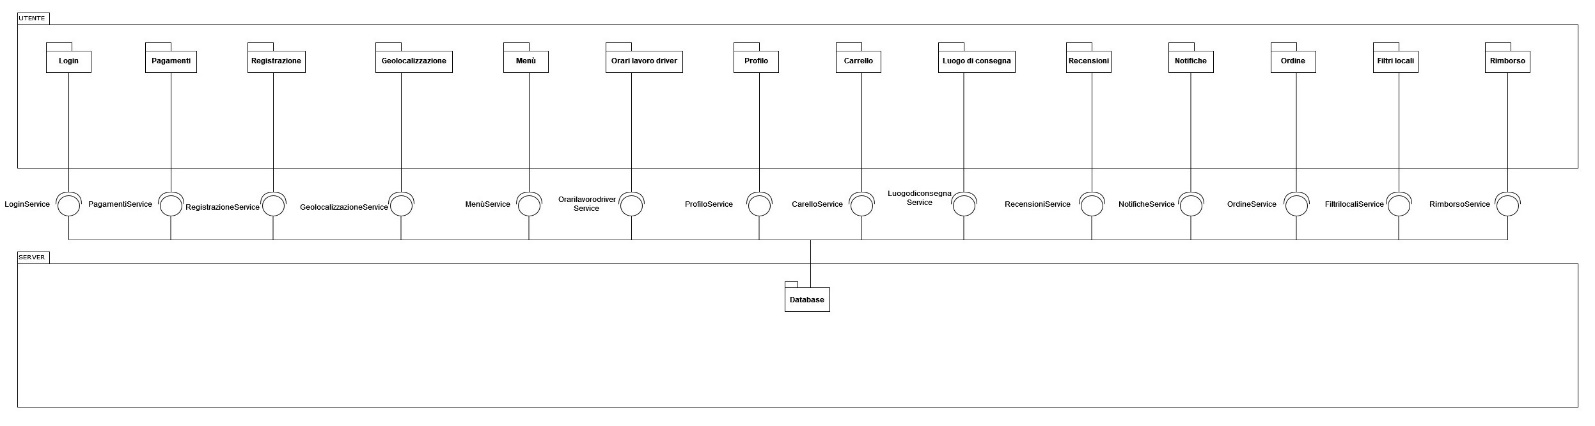 UTENTE
Login
Pagamenti
Registrazione
Geolocalizzazione
Menù
Orari lavoro driver
Profilo
Carrello
Luogo di consegna
Recensioni
Notifiche
Ordine
Filtri locali
Rimborso
LoginService
PagamentiService
RegistrazioneService
GeolocalizzazioneService
MenùService
Orarilavorodriver
Service
ProfiloService
CarelloService
Luogodiconsegna
Service
RecensioniService
NotificheService
OrdineService
FiltrilocaliService
RimborsoService
SERVER
Database